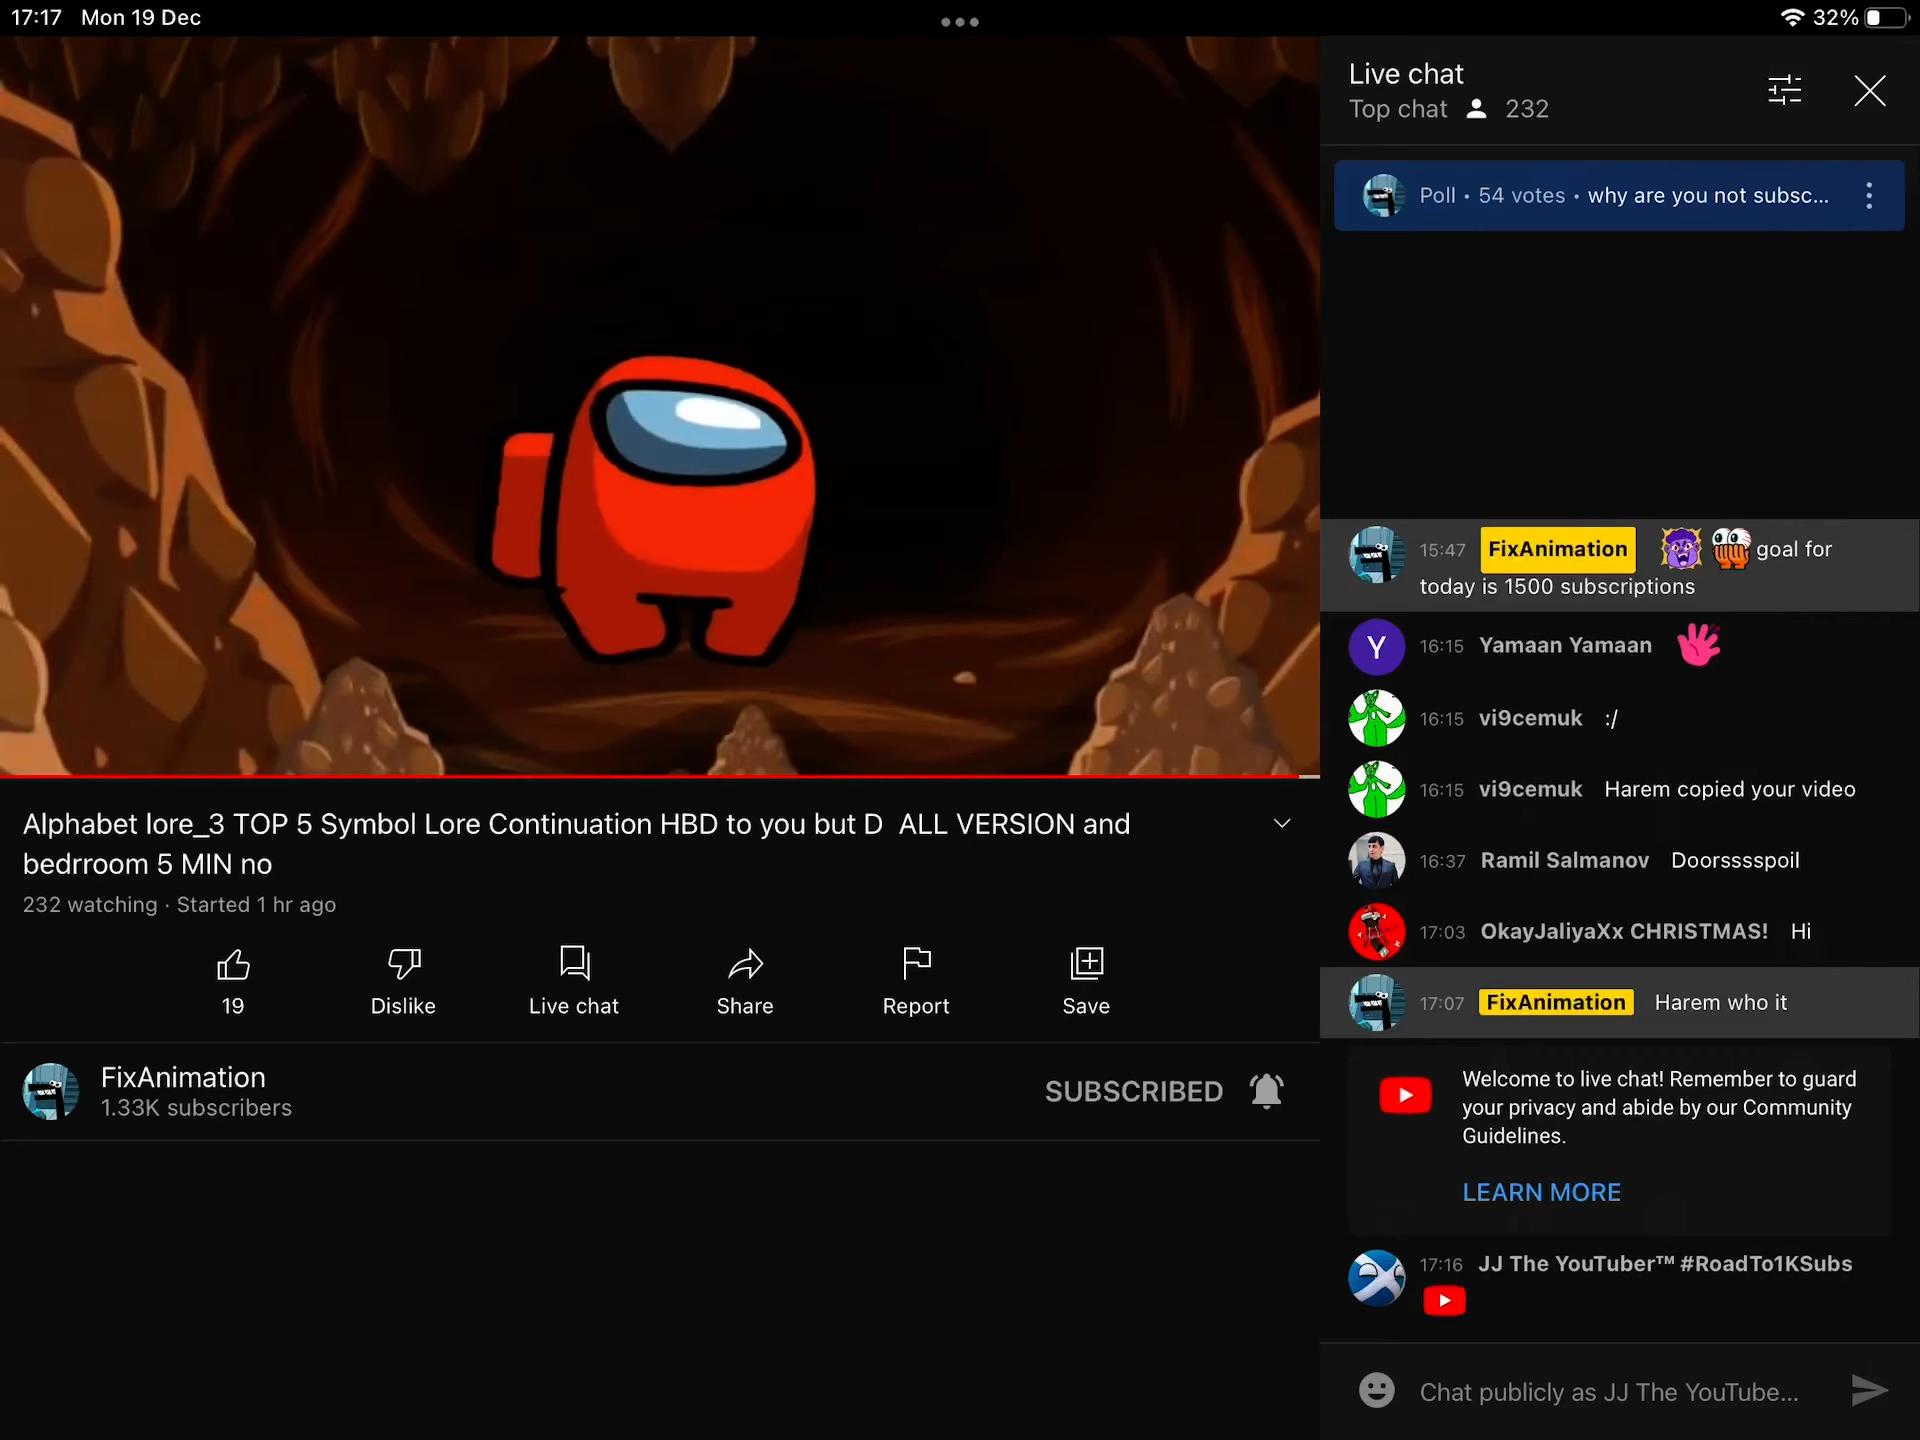 17:17 Mon 19 Dec
32%
Live chat
Top chat 232
Poll • 54 votes • why are you not subsc...
15:47 FixAnimation goal for
today is 1500 subscriptions
Y 16:15 Yamaan Yamaan
16:15 vi9cemuk :/
16:15 vi9cemuk Harem copied your video
16:37 Ramil Salmanov Doorsssspoil
17:03 OkayJaliyaXx CHRISTMAS! Hi
17:07 FixAnimation Harem who it
Welcome to live chat! Remember to guard
your privacy and abide by our Community
Guidelines.
LEARN MORE
17:16 JJ The YouTuber™ #RoadTo1KSubs
Chat publicly as JJ The YouTube...
Alphabet lore_3 TOP 5 Symbol Lore Continuation HBD to you but D ALL VERSION and
bedrroom 5 MIN no
232 watching · Started 1 hr ago
19 Dislike Live chat Share Report Save
FixAnimation
1.33K subscribers
SUBSCRIBED